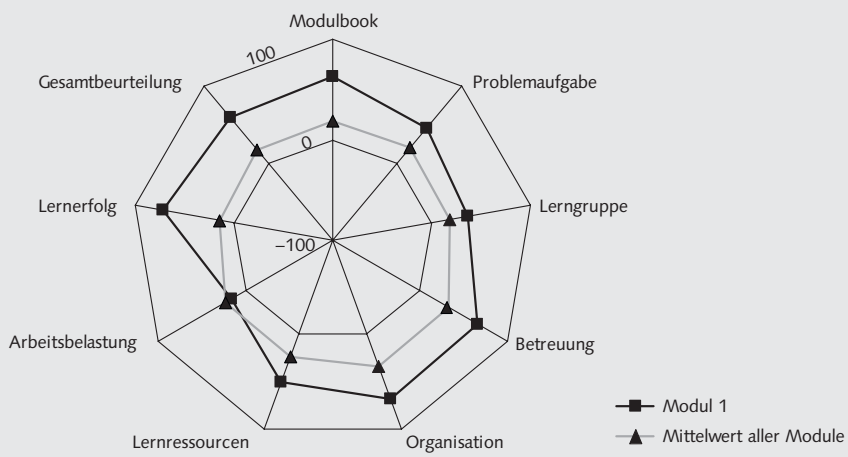 Modulbook
100
Gesamtbeurteilung
Problemaufgabe
0
Lernerfolg
Lerngruppe
−100
Arbeitsbelastung
Betreuung
Lernressourcen
Organisation
Modul 1
Mittelwert aller Module